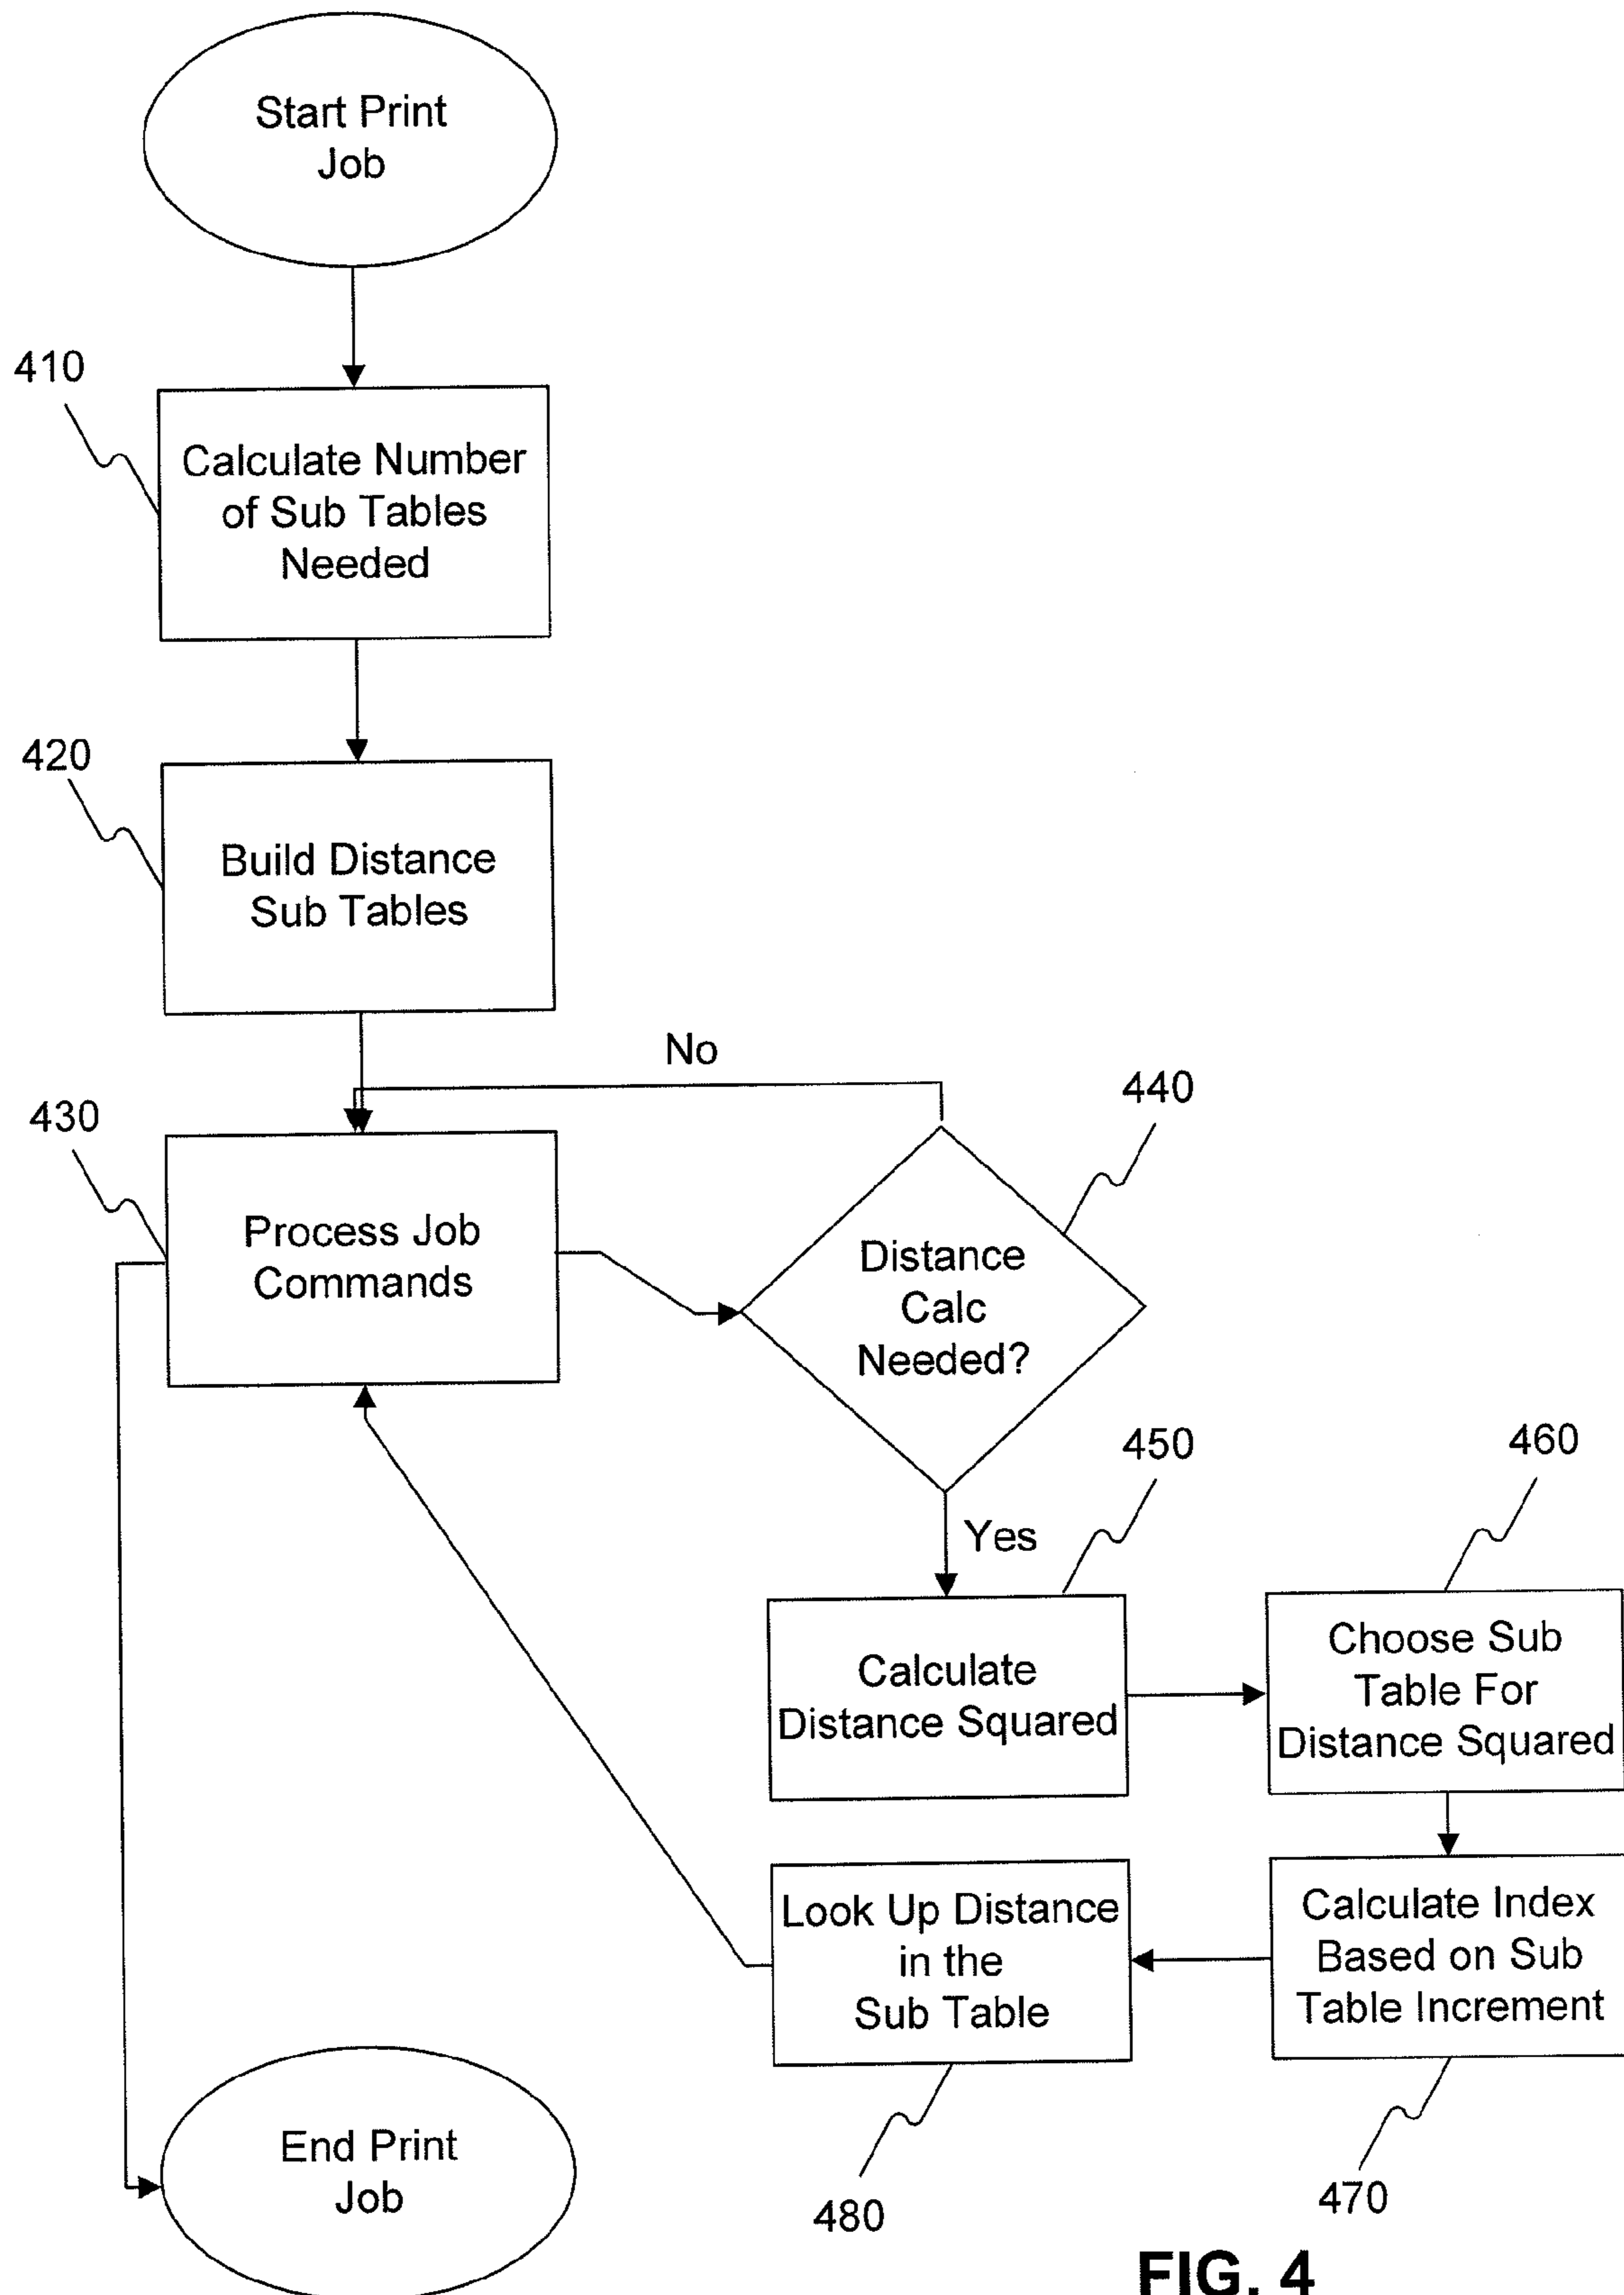 Start Print
Job
410
Calculate Number
of Sub Tables
Needed
420
Build Distance
Sub Tables
No
440
430
Process Job
Commands
Distance
Calc
Needed?
450
460
Yes
Calculate
Distance Squared
Choose Sub
Table For
Distance Squared
Look Up Distance
in the
Sub Table
Calculate Index
Based on Sub
Table Increment
End Print
Job
480
470
FIG. 4